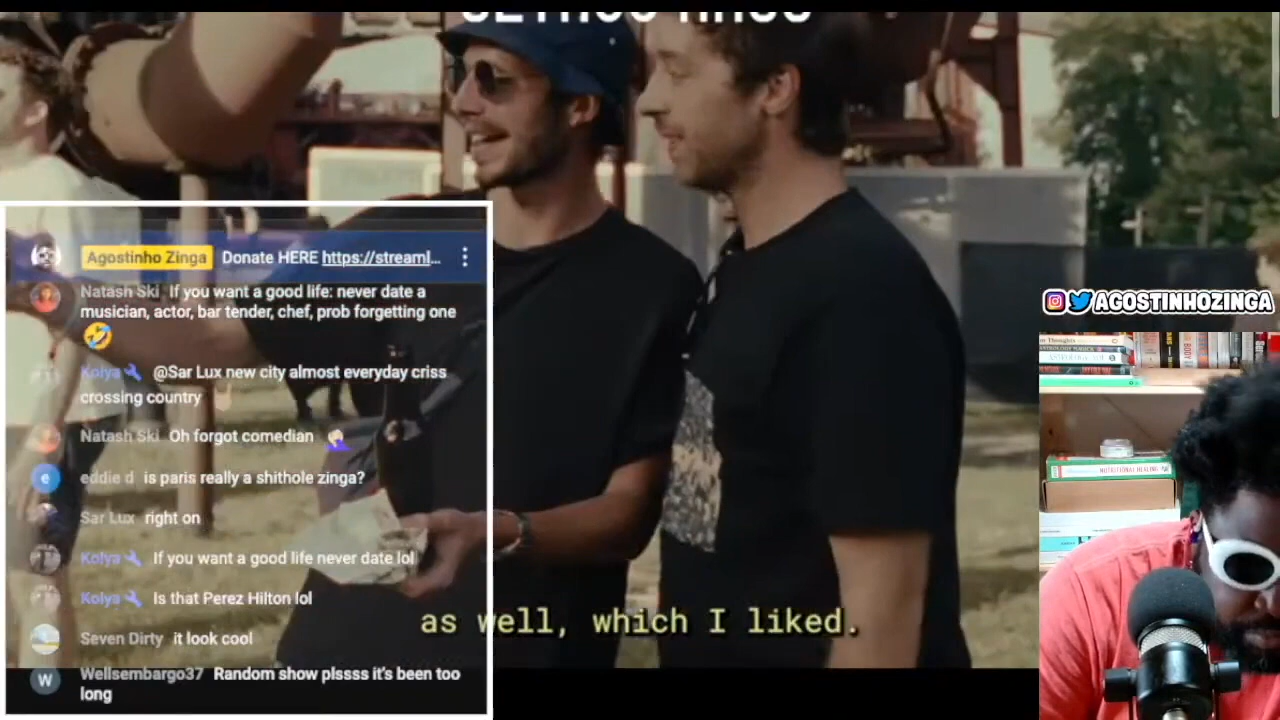 Agostinho Zinga Donate HERE https://streaml...
Natash Ski If you want a good life: never date a
musician, actor, bar tender, chef, prob forgetting one
🤣
Kolya @Sar Lux new city almost everyday criss
crossing country
Natash Ski Oh forgot comedian 🤦
eddie d is paris really a shithole zinga?
Sar Lux right on
Kolya If you want a good life never date lol
Kolya Is that Perez Hilton lol
Seven Dirty it look cool
W Wellsembargo37 Random show plssss it's been too
long
as well, which I liked.
AGOSTINHOZINGA
NUTRITIONAL HEALING